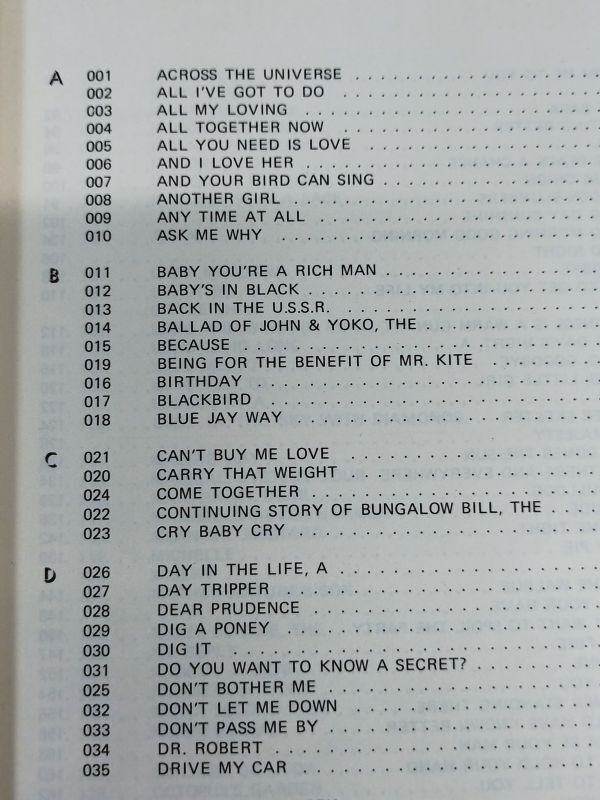 A 001 ACROSS THE UNIVERSE
002 ALL I'VE GOT TO DO
003 ALL MY LOVING
004 ALL TOGETHER NOW
005 ALL YOU NEED IS LOVE
006 AND I LOVE HER
007 AND YOUR BIRD CAN SING
008 ANOTHER GIRL
009 ANY TIME AT ALL
010 ASK ME WHY
B 011 BABY YOU'RE A RICH MAN
012 BABY'S IN BLACK
013 BACK IN THE U.S.S.R.
014 BALLAD OF JOHN & YOKO, THE
015 BECAUSE
019 BEING FOR THE BENEFIT OF MR. KITE
016 BIRTHDAY
017 BLACKBIRD
018 BLUE JAY WAY
C 021 CAN'T BUY ME LOVE
020 CARRY THAT WEIGHT
024 COME TOGETHER
022 CONTINUING STORY OF BUNGALOW BILL, THE
023 CRY BABY CRY
D 026 DAY IN THE LIFE, A
027 DAY TRIPPER
028 DEAR PRUDENCE
029 DIG A PONEY
030 DIG IT
031 DO YOU WANT TO KNOW A SECRET?
025 DON'T BOTHER ME
032 DON'T LET ME DOWN
033 DON'T PASS ME BY
034 DR. ROBERT
035 DRIVE MY CAR